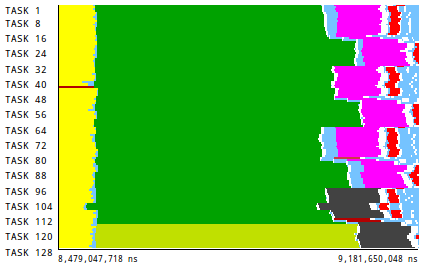 TASK 1
TASK 8
TASK 16
TASK 24
TASK 32
TASK 40
TASK 48
TASK 56
TASK 64
TASK 72
TASK 80
TASK 88
TASK 96
TASK 104
TASK 112
TASK 120
TASK 128
8,479,047,718 ns 9,181,650,048 ns